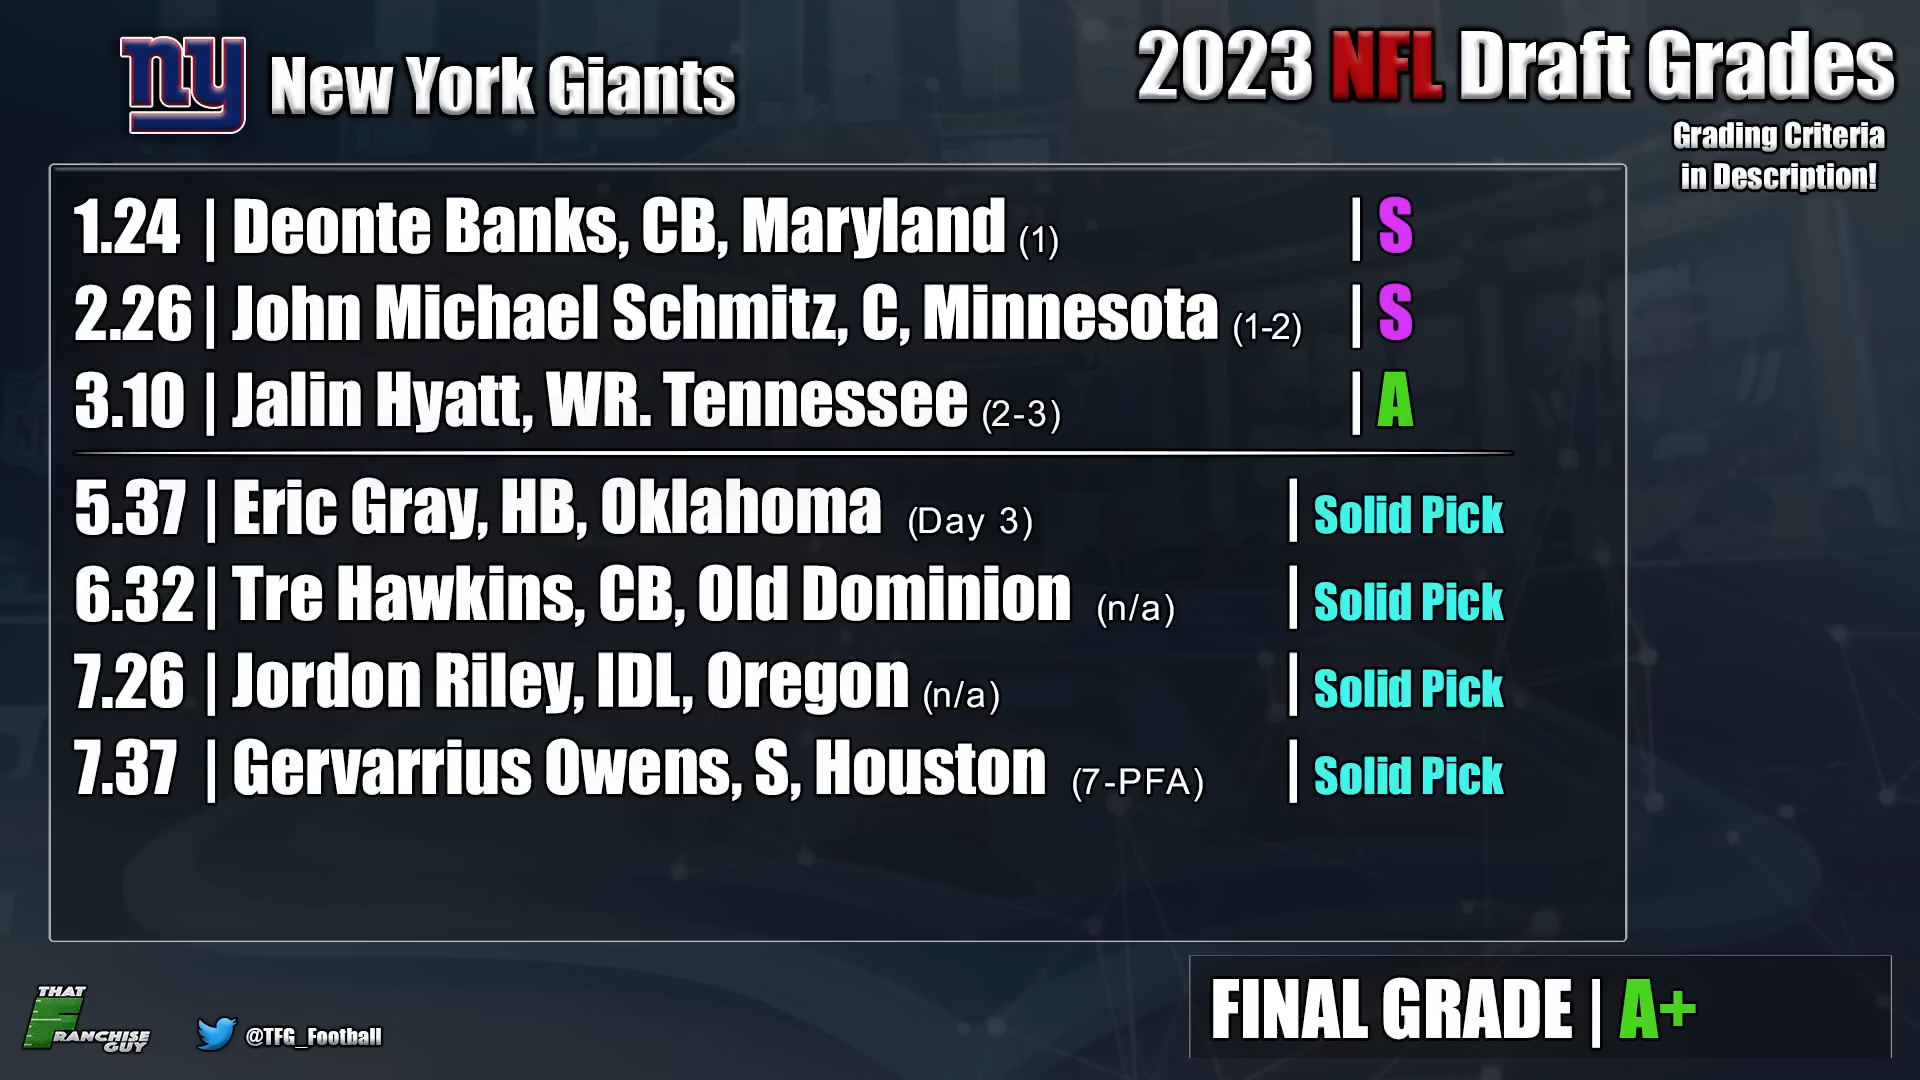 ny New York Giants
2023 NFL Draft Grades
Grading Criteria
in Description!
1.24 | Deonte Banks, CB, Maryland (1) | S
2.26 | John Michael Schmitz, C, Minnesota (1-2) | S
3.10 | Jalin Hyatt, WR. Tennessee (2-3) | A
5.37 | Eric Gray, HB, Oklahoma (Day 3) | Solid Pick
6.32 | Tre Hawkins, CB, Old Dominion (n/a) | Solid Pick
7.26 | Jordon Riley, IDL, Oregon (n/a) | Solid Pick
7.37 | Gervarrius Owens, S, Houston (7-PFA) | Solid Pick
FINAL GRADE | A+
THAT
FRANCHISE
GUY
@TFG_Football